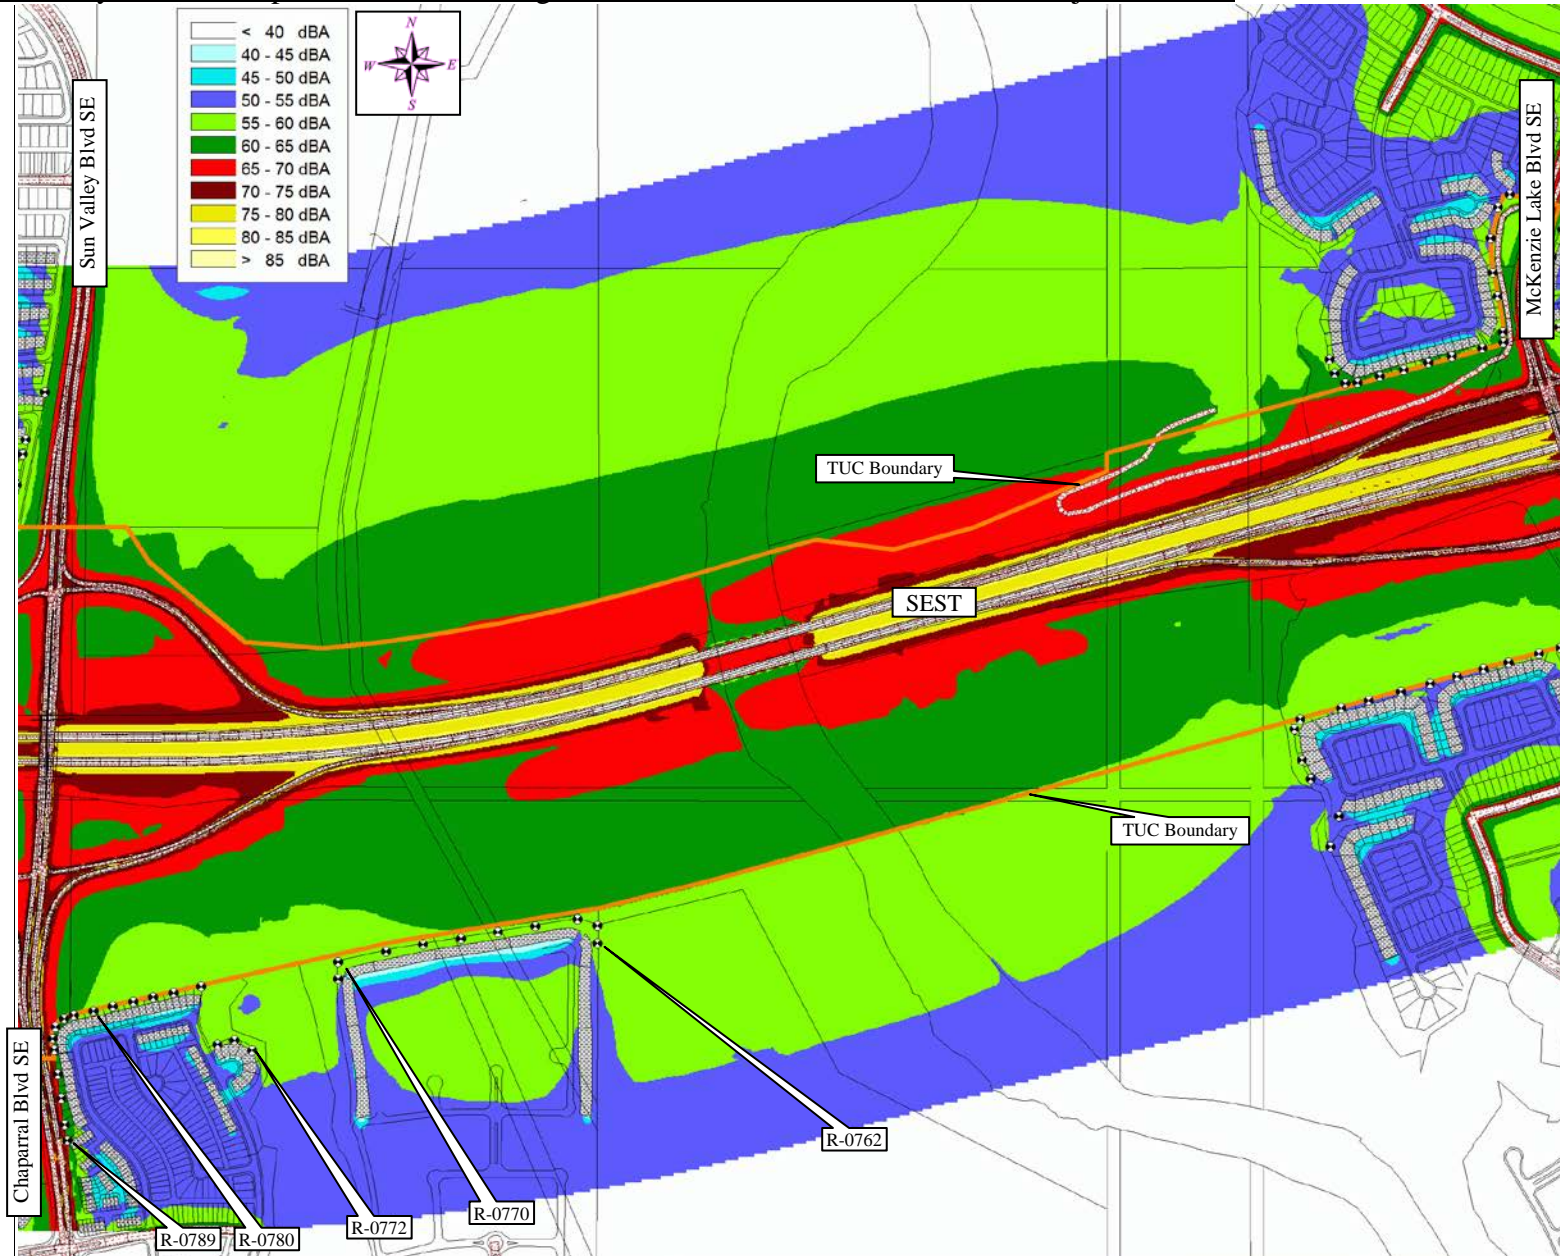 < 40 dBA
40 - 45 dBA
45 - 50 dBA
50 - 55 dBA
55 - 60 dBA
60 - 65 dBA
65 - 70 dBA
70 - 75 dBA
75 - 80 dBA
80 - 85 dBA
> 85 dBA
N
W E
S
Sun Valley Blvd SE
McKenzie Lake Blvd SE
TUC Boundary
SEST
TUC Boundary
Chaparral Blvd SE
R-0762
R-0770
R-0772
R-0789
R-0780